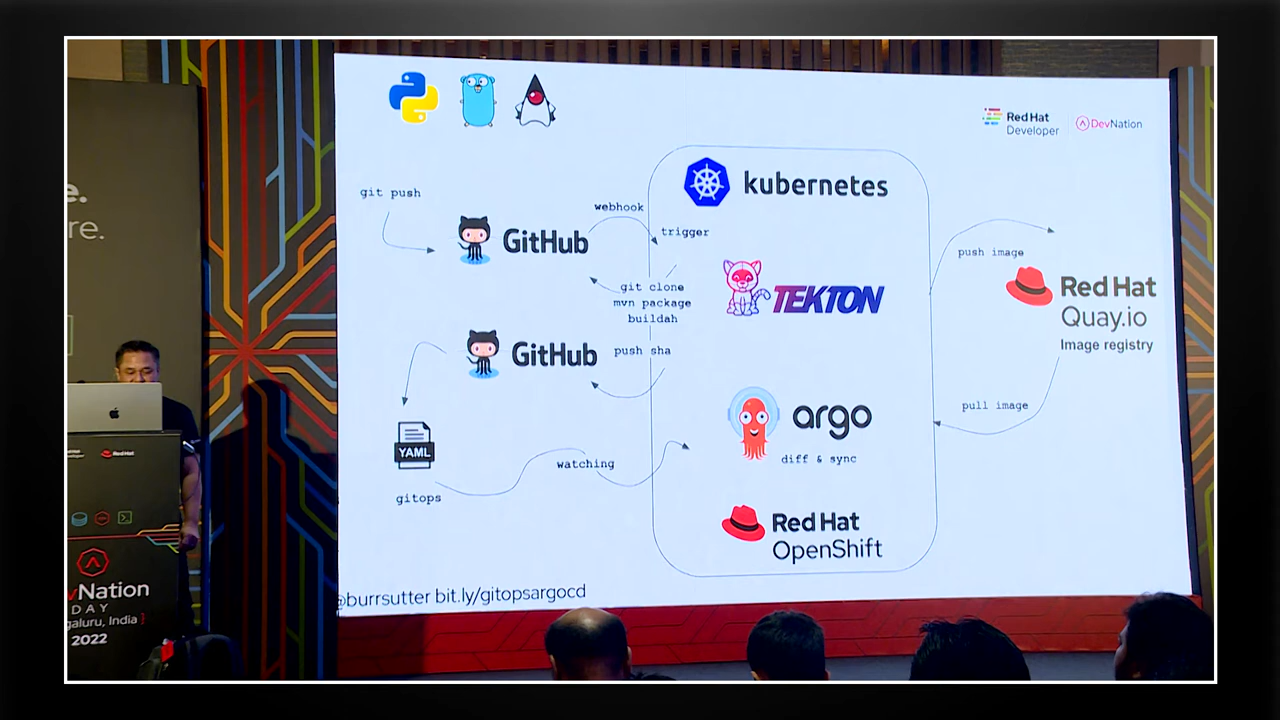 Red Hat
Developer
DevNation
git push
webhook
kubernetes
trigger
GitHub
git clone
mvn package
buildah
TEKTON
push image
Red Hat
Quay.io
Image registry
GitHub
push sha
argo
diff & sync
pull image
YAML
gitops
watching
Red Hat
OpenShift
@burrsutter bit.ly/gitopsargocd
e.
re.
Red Hat
vNation
DAY
galuru, India }
2022